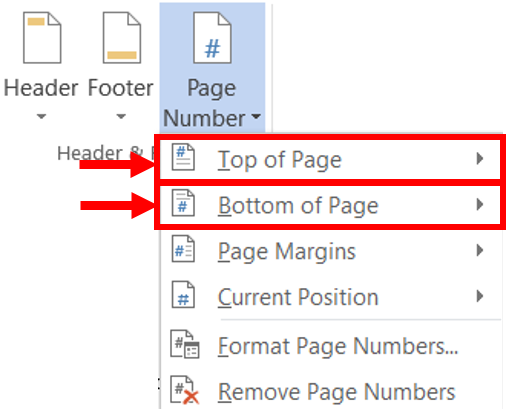 Header Footer Page
Number
Header &
Top of Page
Bottom of Page
Page Margins
Current Position
Format Page Numbers...
Remove Page Numbers